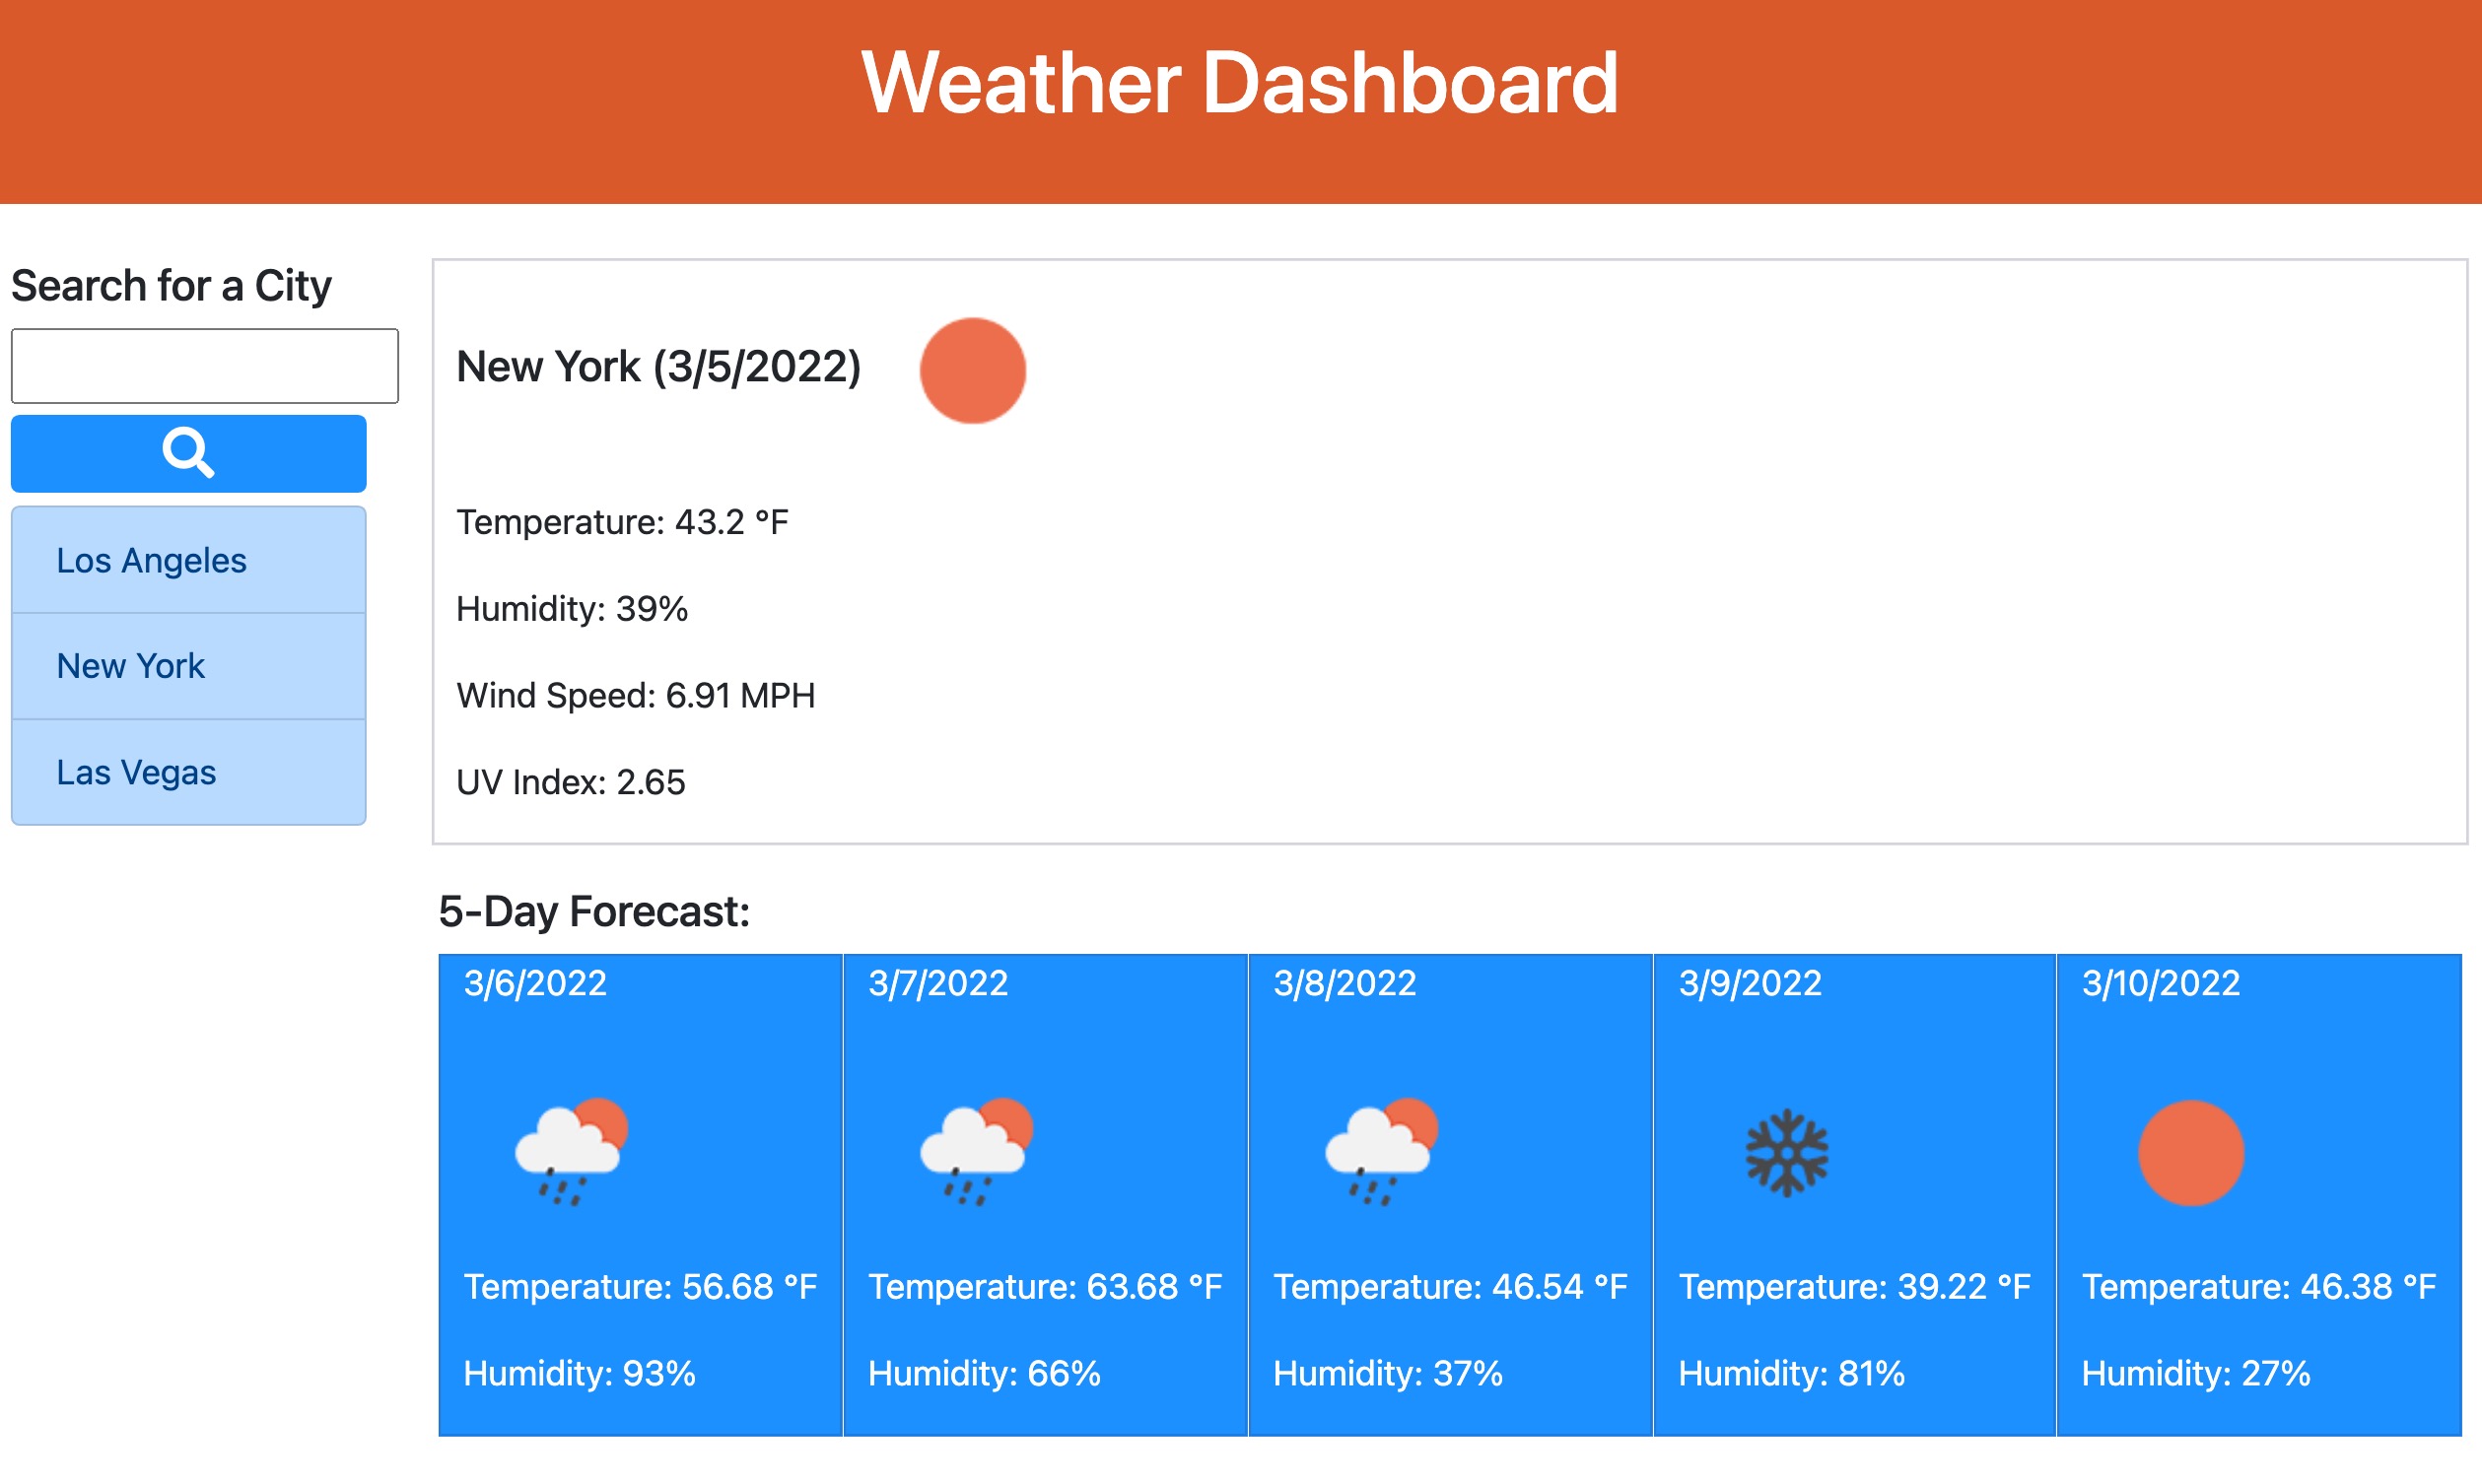 Weather Dashboard
Search for a City
Los Angeles
New York
Las Vegas
New York (3/5/2022)
Temperature: 43.2 °F
Humidity: 39%
Wind Speed: 6.91 MPH
UV Index: 2.65
5-Day Forecast:
3/6/2022
Temperature: 56.68 °F
Humidity: 93%
3/7/2022
Temperature: 63.68 °F
Humidity: 66%
3/8/2022
Temperature: 46.54 °F
Humidity: 37%
3/9/2022
Temperature: 39.22 °F
Humidity: 81%
3/10/2022
Temperature: 46.38 °F
Humidity: 27%